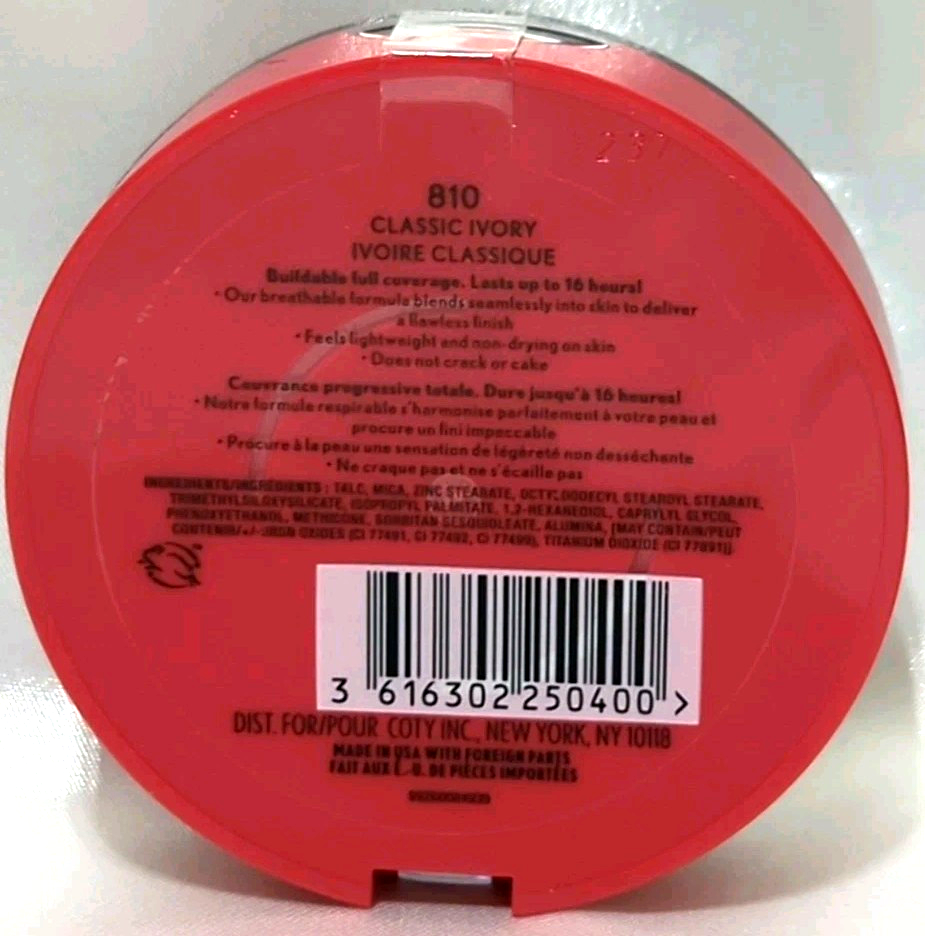 237
810
CLASSIC IVORY
IVOIRE CLASSIQUE
Buildable full coverage. Lasts up to 16 hours!
• Our breathable formula blends seamlessly into skin to deliver
a flawless finish
• Feels lightweight and non-drying on skin
• Does not crack or cake
Couvrance progressive totale. Dure jusqu'à 16 heures!
• Notre formule respirable s'harmonise parfaitement à votre peau et
procure un fini impeccable
• Procure à la peau une sensation de légèreté non desséchante
• Ne craque pas et ne s'écaille pas
INGREDIENTS/INGRÉDIENTS : TALC, MICA, ZINC STEARATE, OCTYLDODECYL STEAROYL STEARATE,
TRIMETHYLSILOXYSILICATE, ISOPROPYL PALMITATE, 1,2-HEXANEDIOL, CAPRYLYL GLYCOL,
PHENOXYETHANOL, METHICONE, SORBITAN SESQUIOLEATE, ALUMINA, [MAY CONTAIN/PEUT
CONTENIR/+/-:IRON OXIDES (CI 77491, CI 77492, CI 77499), TITANIUM DIOXIDE (CI 77891)]
3 616302 250400 >
DIST. FOR/POUR COTY INC., NEW YORK, NY 10118
MADE IN USA WITH FOREIGN PARTS
FAIT AUX É.-U. DE PIÈCES IMPORTÉES